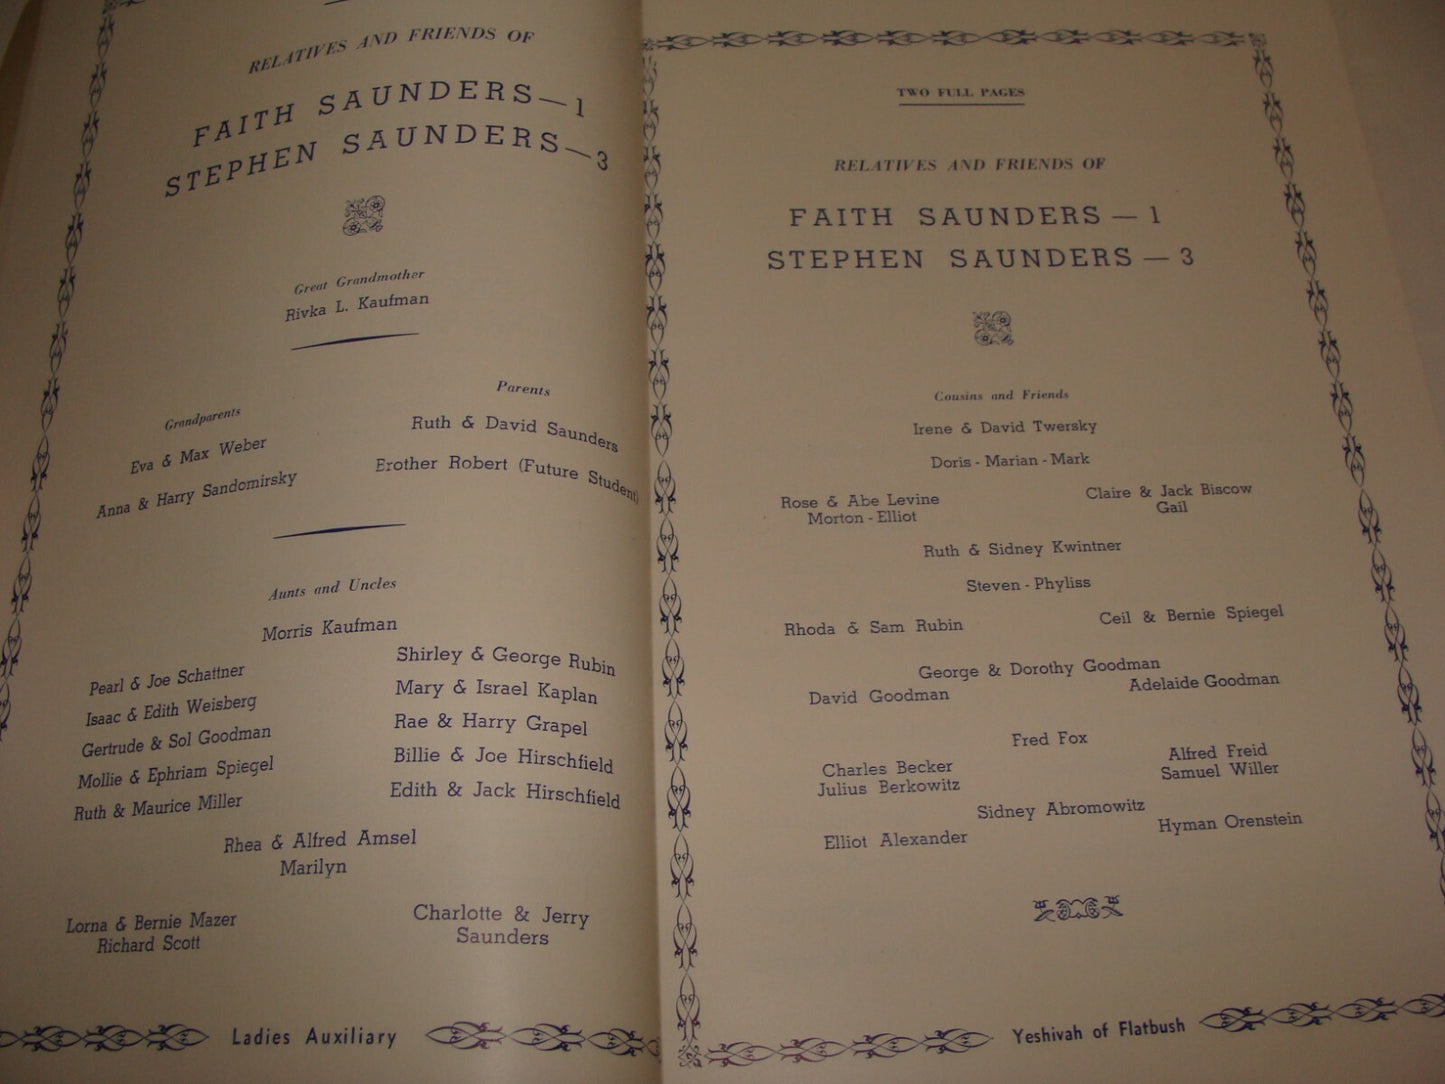 RELATIVES AND FRIENDS OF
FAITH SAUNDERS — 1
STEPHEN SAUNDERS — 3
Great Grandmother
Rivka L. Kaufman
Grandparents
Eva & Max Weber
Anna & Harry Sandomirsky
Parents
Ruth & David Saunders
Erother Robert (Future Student)
Aunts and Uncles
Morris Kaufman
Pearl & Joe Schattner
Isaac & Edith Weisberg
Gertrude & Sol Goodman
Mollie & Ephriam Spiegel
Ruth & Maurice Miller
Shirley & George Rubin
Mary & Israel Kaplan
Rae & Harry Grapel
Billie & Joe Hirschfield
Edith & Jack Hirschfield
Rhea & Alfred Amsel
Marilyn
Lorna & Bernie Mazer
Richard Scott
Charlotte & Jerry
Saunders
Ladies Auxiliary
TWO FULL PAGES
RELATIVES AND FRIENDS OF
FAITH SAUNDERS — 1
STEPHEN SAUNDERS — 3
Cousins and Friends
Irene & David Twersky
Doris - Marian - Mark
Rose & Abe Levine
Morton - Elliot
Claire & Jack Biscow
Gail
Ruth & Sidney Kwintner
Steven - Phyliss
Rhoda & Sam Rubin
Ceil & Bernie Spiegel
George & Dorothy Goodman
David Goodman
Adelaide Goodman
Fred Fox
Charles Becker
Julius Berkowitz
Alfred Freid
Samuel Willer
Sidney Abromowitz
Elliot Alexander
Hyman Orenstein
Yeshivah of Flatbush